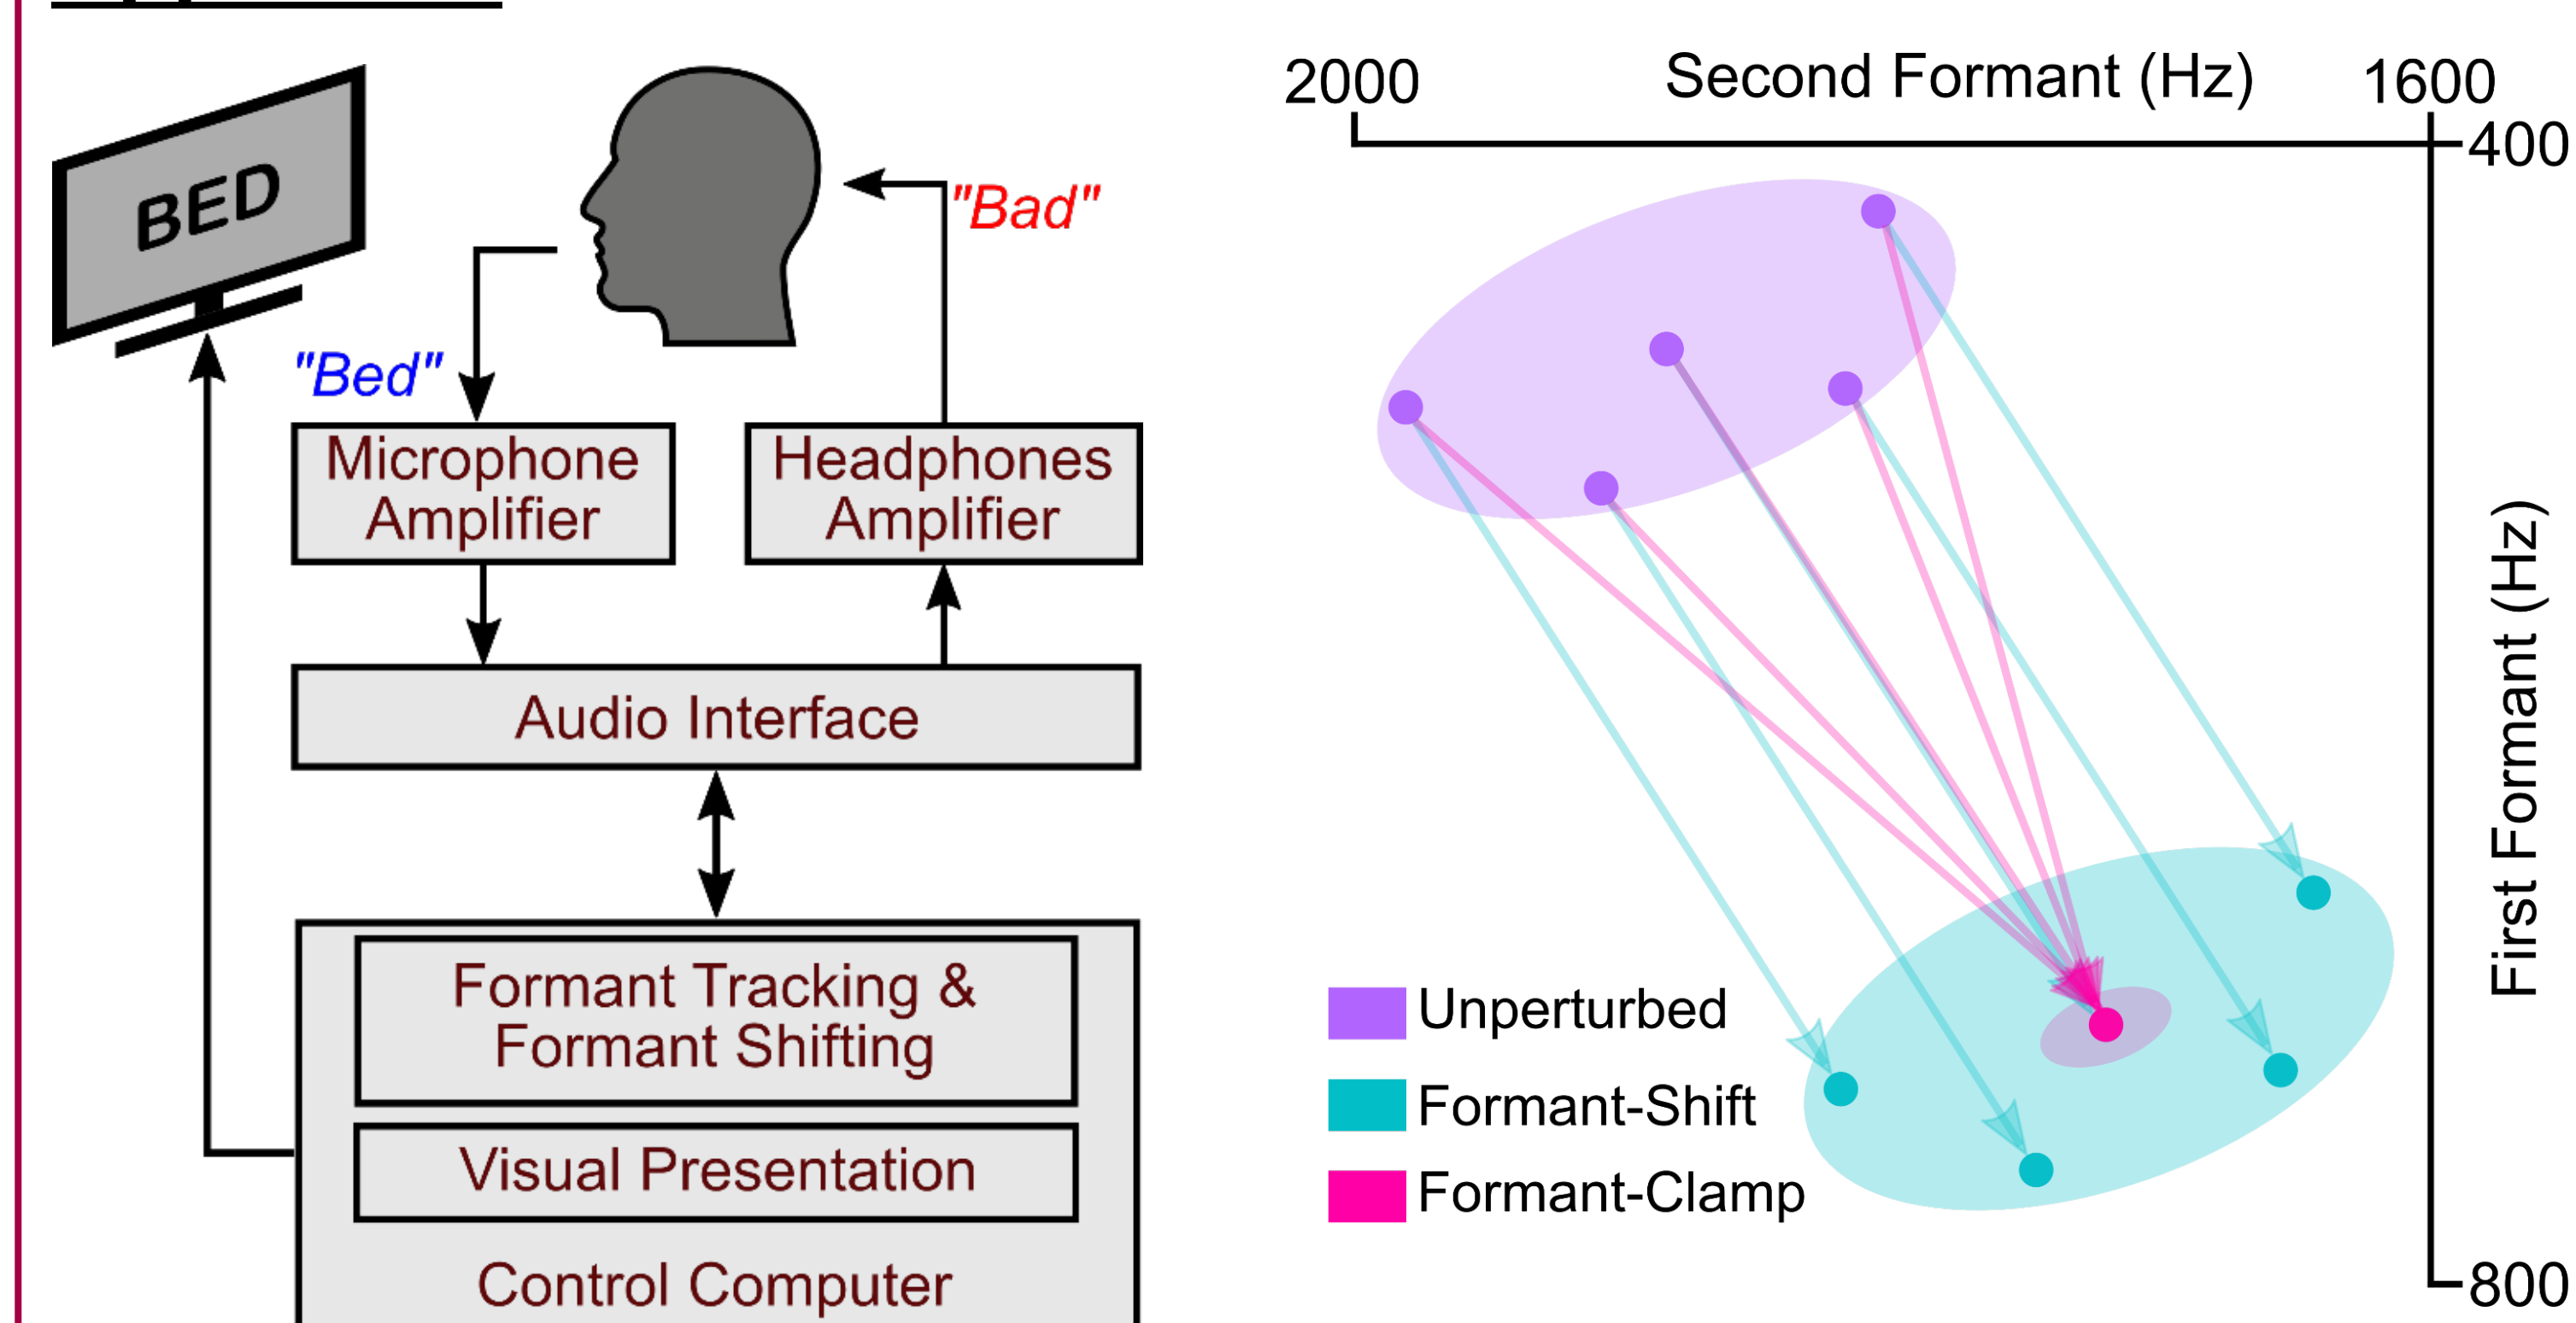 BED
"Bad"
"Bed"
Microphone
Amplifier
Headphones
Amplifier
Audio Interface
Formant Tracking &
Formant Shifting
Visual Presentation
Control Computer
2000
Second Formant (Hz)
1600
400
First Formant (Hz)
800
Unperturbed
Formant-Shift
Formant-Clamp